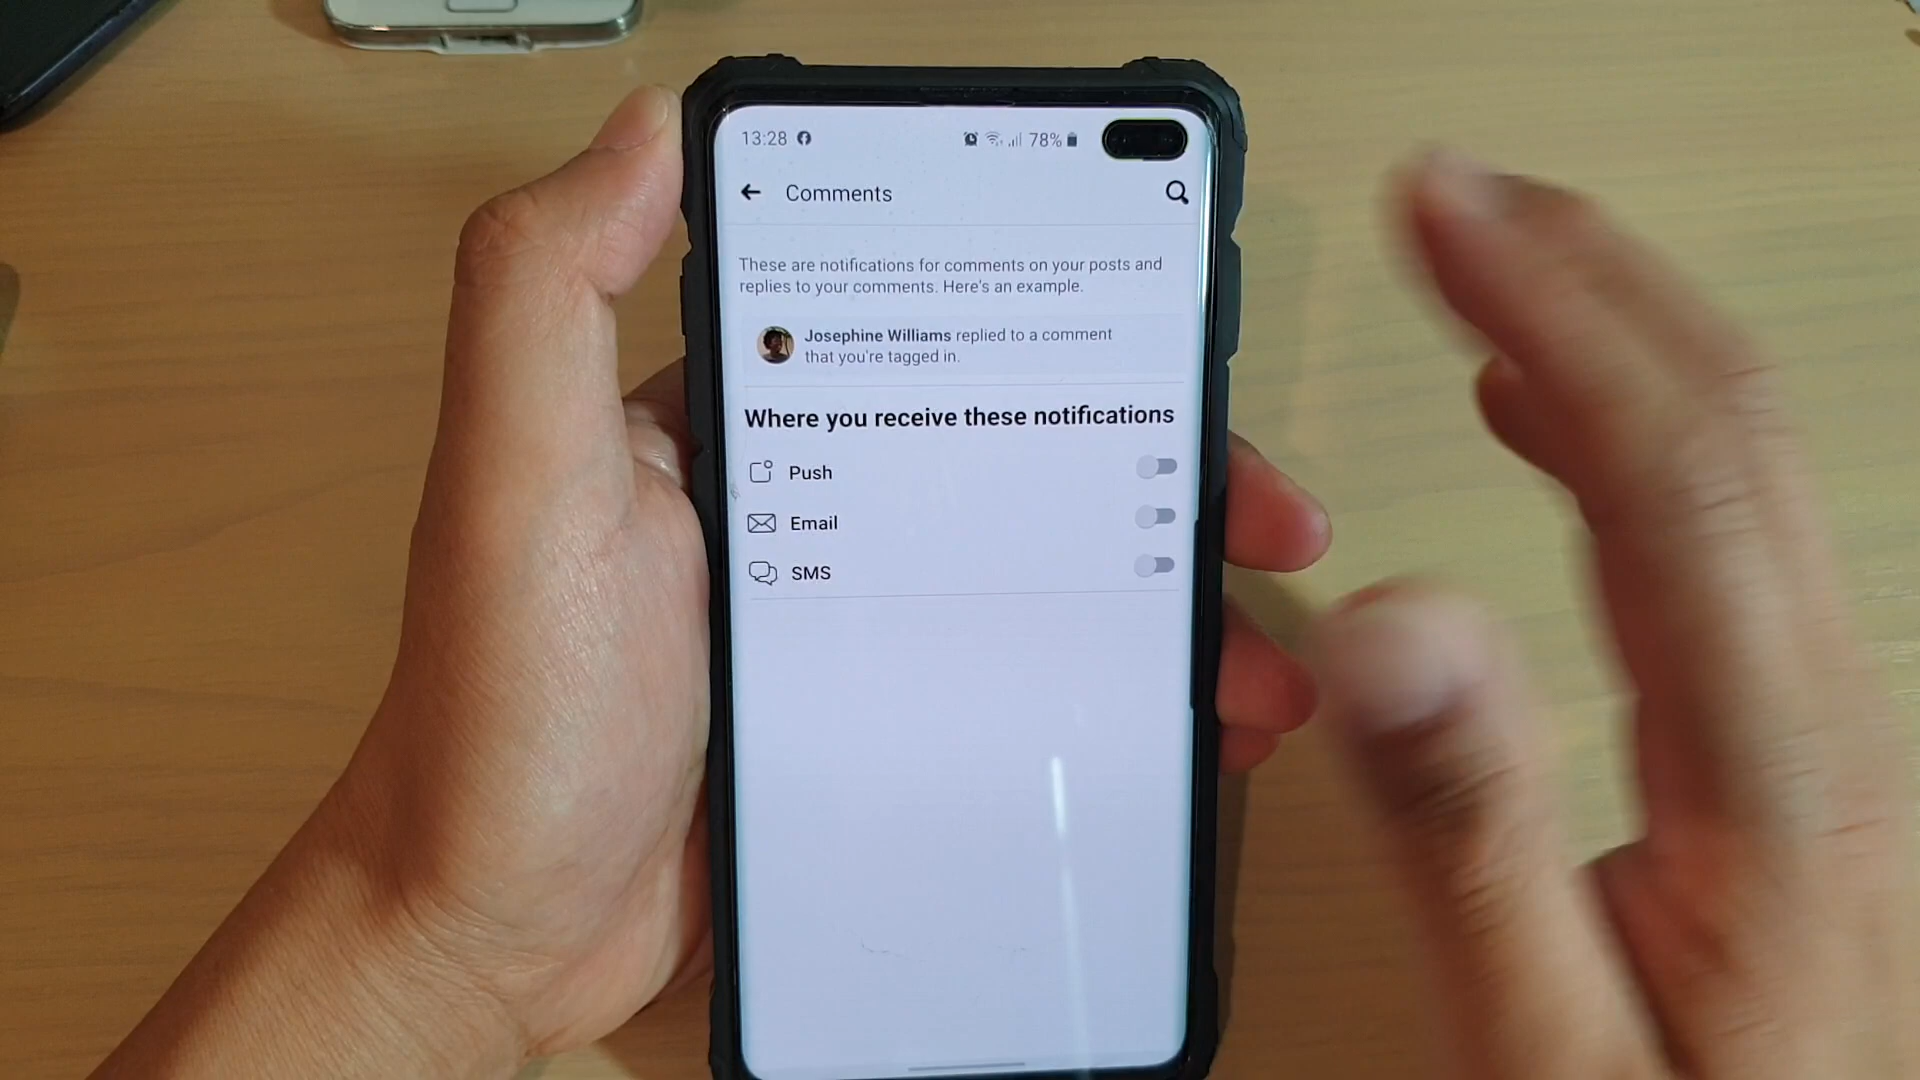 13:28 78%
Comments
These are notifications for comments on your posts and
replies to your comments. Here's an example.
Josephine Williams replied to a comment
that you're tagged in.
Where you receive these notifications
Push
Email
SMS